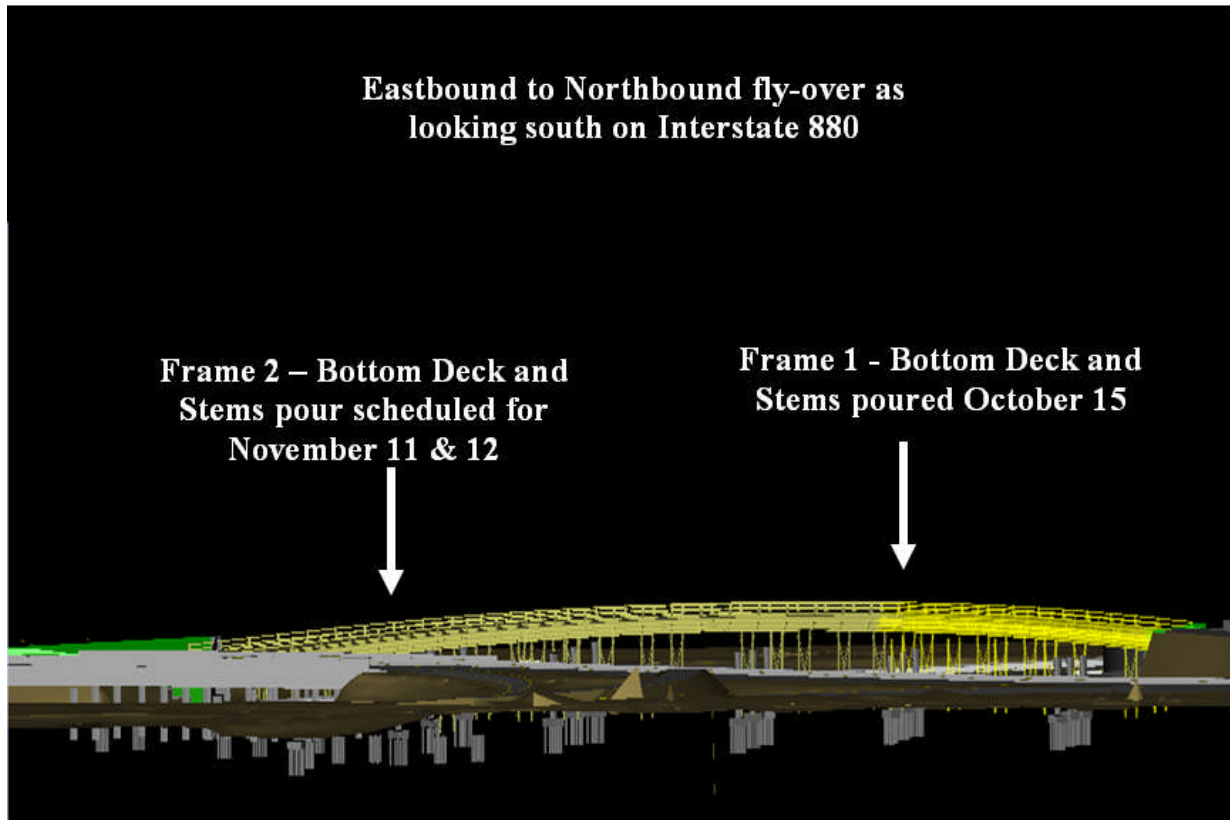 Eastbound to Northbound fly-over as
looking south on Interstate 880
Frame 2 – Bottom Deck and
Stems pour scheduled for
November 11 & 12
Frame 1 - Bottom Deck and
Stems poured October 15